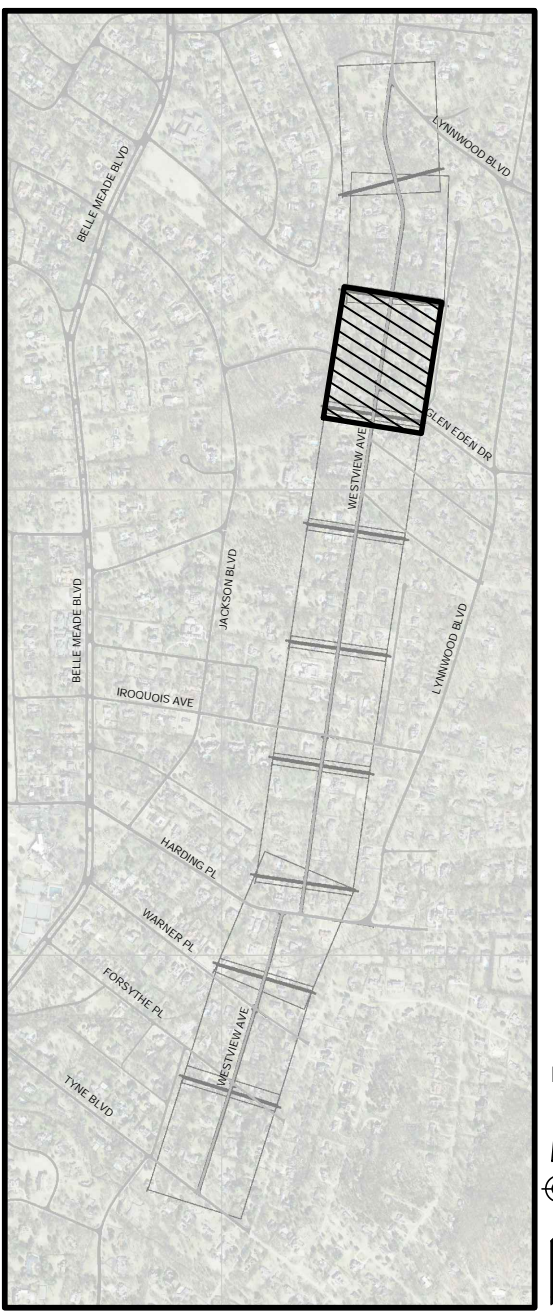 LYNNWOOD BLVD
BELLE MEADE BLVD
GLEN EDEN DR
WESTVIEW AVE
JACKSON BLVD
BELLE MEADE BLVD
LYNNWOOD BLVD
IROQUOIS AVE
HARDING PL
WARNER PL
FORSYTHE PL
WESTVIEW AVE
TYNE BLVD